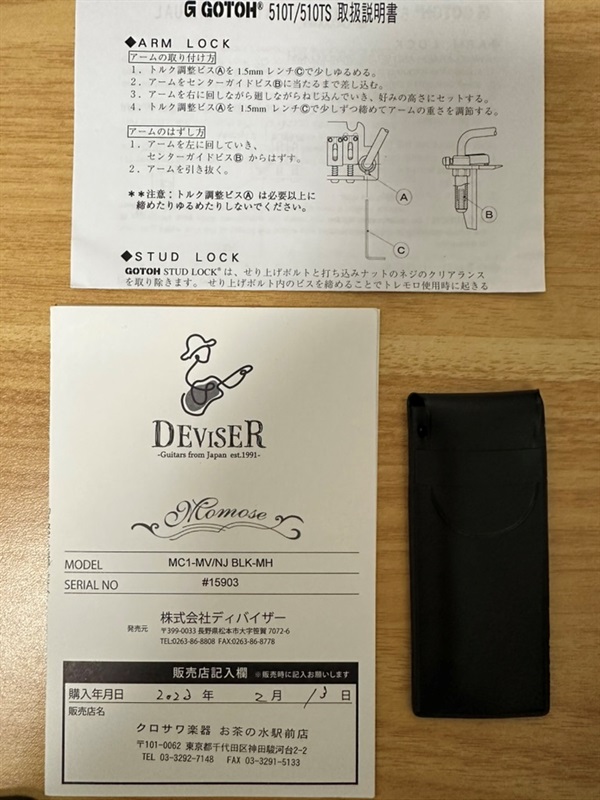 GOTOH® 510T/510TS 取扱説明書
◆ARM LOCK
アームの取り付け方
1. トルク調整ビスⒶを 1.5mm レンチⒸで少しゆるめる。
2. アームをセンターガイドビスⒷに当たるまで差し込む。
3. アームを右に回しながら廻しながらねじ込んでいき、好みの高さにセットする。
4. トルク調整ビスⒶを 1.5mm レンチⒸで少しずつ締めてアームの重さを調節する。
アームのはずし方
1. アームを左に回していき、
センターガイドビスⒷ からはずす。
2. アームを引き抜く。
**注意：トルク調整ビスⒶ は必要以上に
締めたりゆるめたりしないでください。
A
B
C
◆STUD LOCK
GOTOH STUD LOCK® は、せり上げボルトと打ち込みナットのネジのクリアランス
を取り除きます。 せり上げボルト内のビスを締めることでトレモロ使用時に起きる
DEVISER
-Guitars from Japan est.1991-
Momose
MODEL MC1-MV/NJ BLK-MH
SERIAL NO #15903
発売元 株式会社ディバイザー
〒399-0033 長野県松本市大字笹賀 7072-6
TEL:0263-86-8808 FAX:0263-86-8778
販売店記入欄 ※販売時に記入お願いします
購入年月日 2023 年 2 月 13 日
販売店名
クロサワ楽器 お茶の水駅前店
〒101-0062 東京都千代田区神田駿河台2-2
TEL 03-3292-7148 FAX 03-3291-5133